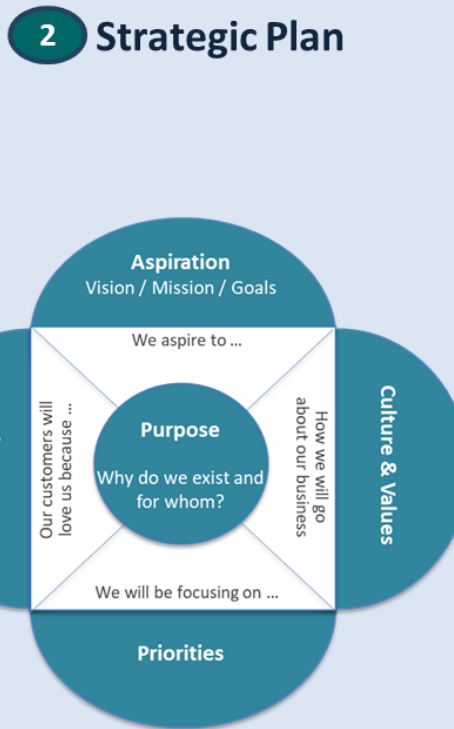 2 Strategic Plan
Aspiration
Vision / Mission / Goals
We aspire to ...
Our customers will
love us because ...
Purpose
Why do we exist and
for whom?
How we will go
about our business
Culture & Values
We will be focusing on ...
Priorities